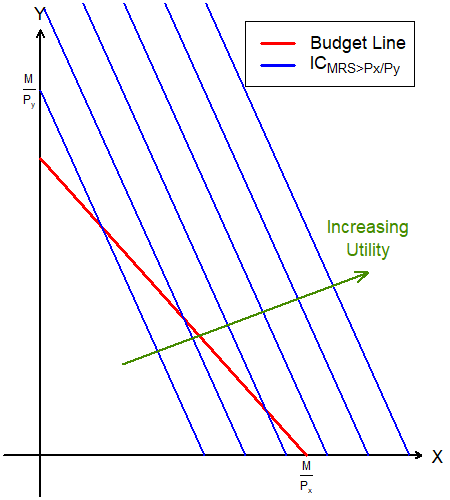 Y
Budget Line
IC MRS>Px/Py
M
Py
Increasing
Utility
X
M
Px